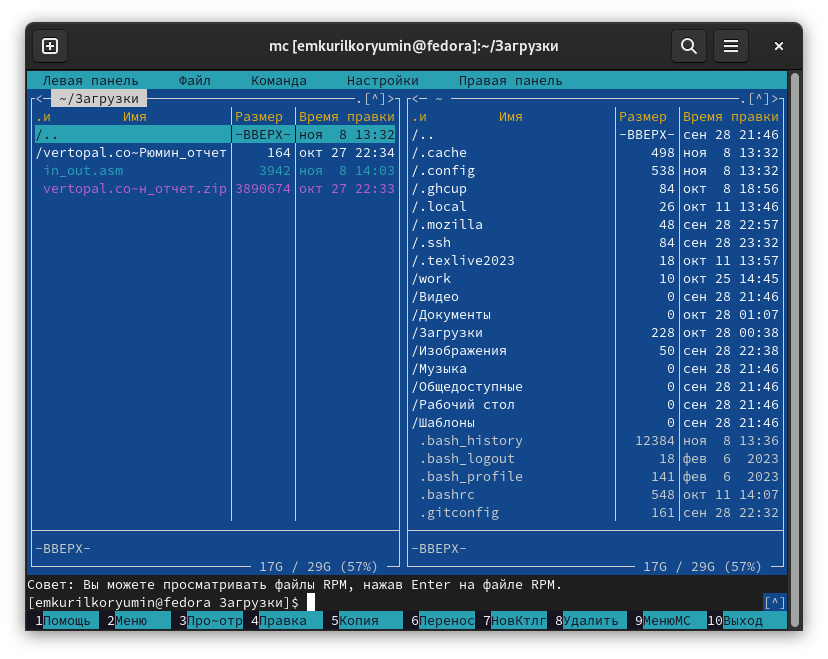 mc [emkurilkoryumin@fedora]:~/Загрузки
Левая панель Файл Команда Настройки Правая панель
<─ ~/Загрузки .[^]> <─ ~ .[^]>
.и Имя Размер Время правки .и Имя Размер Время правки
/.. -ВВЕРХ- ноя 8 13:32 /.. -ВВЕРХ- сен 28 21:46
/vertopal.co~Рюмин_отчет 164 окт 27 22:34 /.cache 498 ноя 8 13:32
in_out.asm 3942 ноя 8 14:03 /.config 538 ноя 8 13:32
vertopal.co~н_отчет.zip 3890674 окт 27 22:33 /.ghcup 84 окт 8 18:56
/.local 26 окт 11 13:46
/.mozilla 48 сен 28 22:57
/.ssh 84 сен 28 23:32
/.texlive2023 18 окт 11 13:57
/work 10 окт 25 14:45
/Видео 0 сен 28 21:46
/Документы 0 окт 28 01:07
/Загрузки 228 окт 28 00:38
/Изображения 50 сен 28 22:38
/Музыка 0 сен 28 21:46
/Общедоступные 0 сен 28 21:46
/Рабочий стол 0 сен 28 21:46
/Шаблоны 0 сен 28 21:46
.bash_history 12384 ноя 8 13:36
.bash_logout 18 фев 6 2023
.bash_profile 141 фев 6 2023
.bashrc 548 окт 11 14:07
.gitconfig 161 сен 28 22:32
-ВВЕРХ- -ВВЕРХ-
17G / 29G (57%) 17G / 29G (57%)
Совет: Вы можете просматривать файлы RPM, нажав Enter на файле RPM.
[emkurilkoryumin@fedora Загрузки]$ [^]
1Помощь 2Меню 3Про~отр 4Правка 5Копия 6Перенос 7НовКтлг 8Удалить 9МенюMC 10Выход